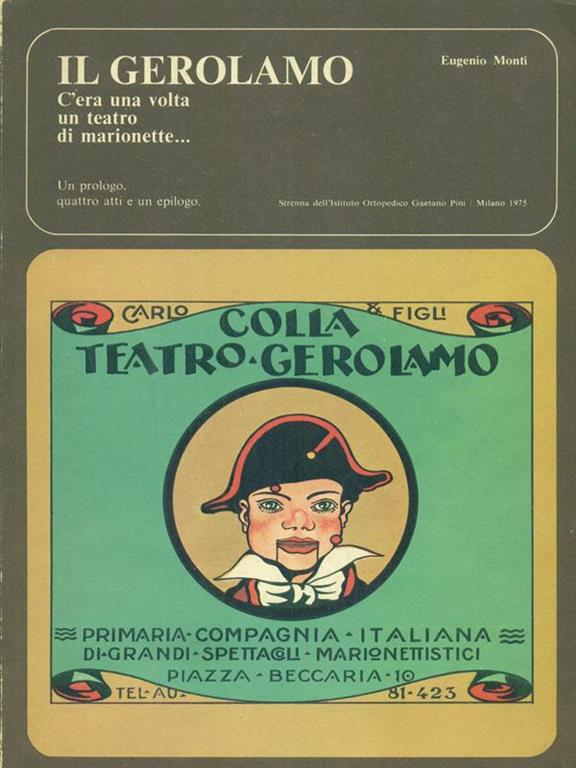 IL GEROLAMO
Eugenio Monti
C'era una volta
un teatro
di marionette...
Un prologo,
quattro atti e un epilogo.
Strenna dell'Istituto Ortopedico Gaetano Pini / Milano 1975
CARLO & FIGLI
COLLA
TEATRO-GEROLAMO
PRIMARIA-COMPAGNIA-ITALIANA
DI-GRANDI-SPETTACLI-MARIONETTISTICI
PIAZZA-BECCARIA-10
TEL-AU. 81-423